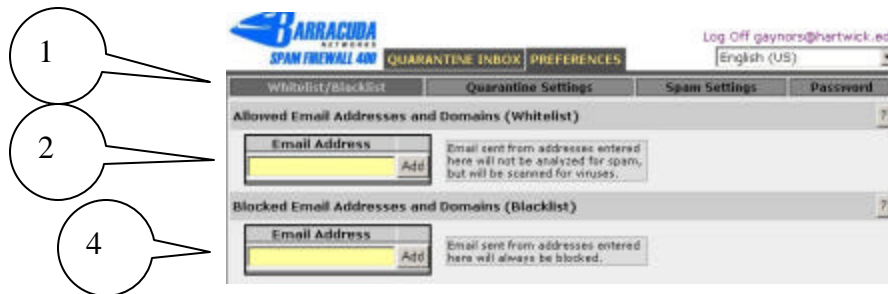 1
2
4
BARRACUDA
NETWORKS
SPAM FIREWALL 400
QUARANTINE INBOX PREFERENCES
Log Off gaynors@hartwick.ed
English (US)
Whitelist/Blacklist Quarantine Settings Spam Settings Password
Allowed Email Addresses and Domains (Whitelist) ?
Email Address
Add
Email sent from addresses entered
here will not be analyzed for spam,
but will be scanned for viruses.
Blocked Email Addresses and Domains (Blacklist) ?
Email Address
Add
Email sent from addresses entered
here will always be blocked.